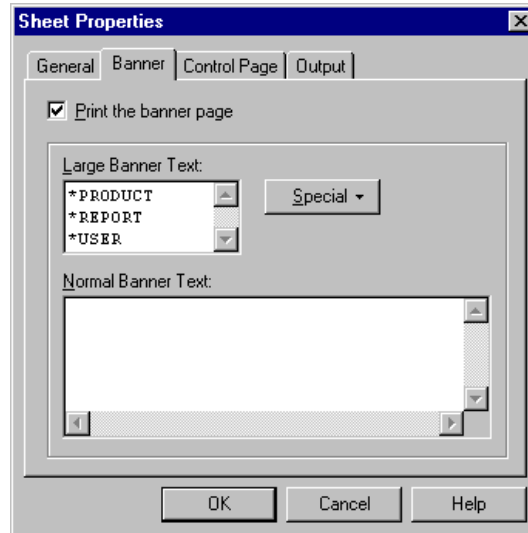 Sheet Properties
General Banner Control Page Output
Print the banner page
Large Banner Text:
*PRODUCT
*REPORT
*USER
Special
Normal Banner Text:
OK Cancel Help